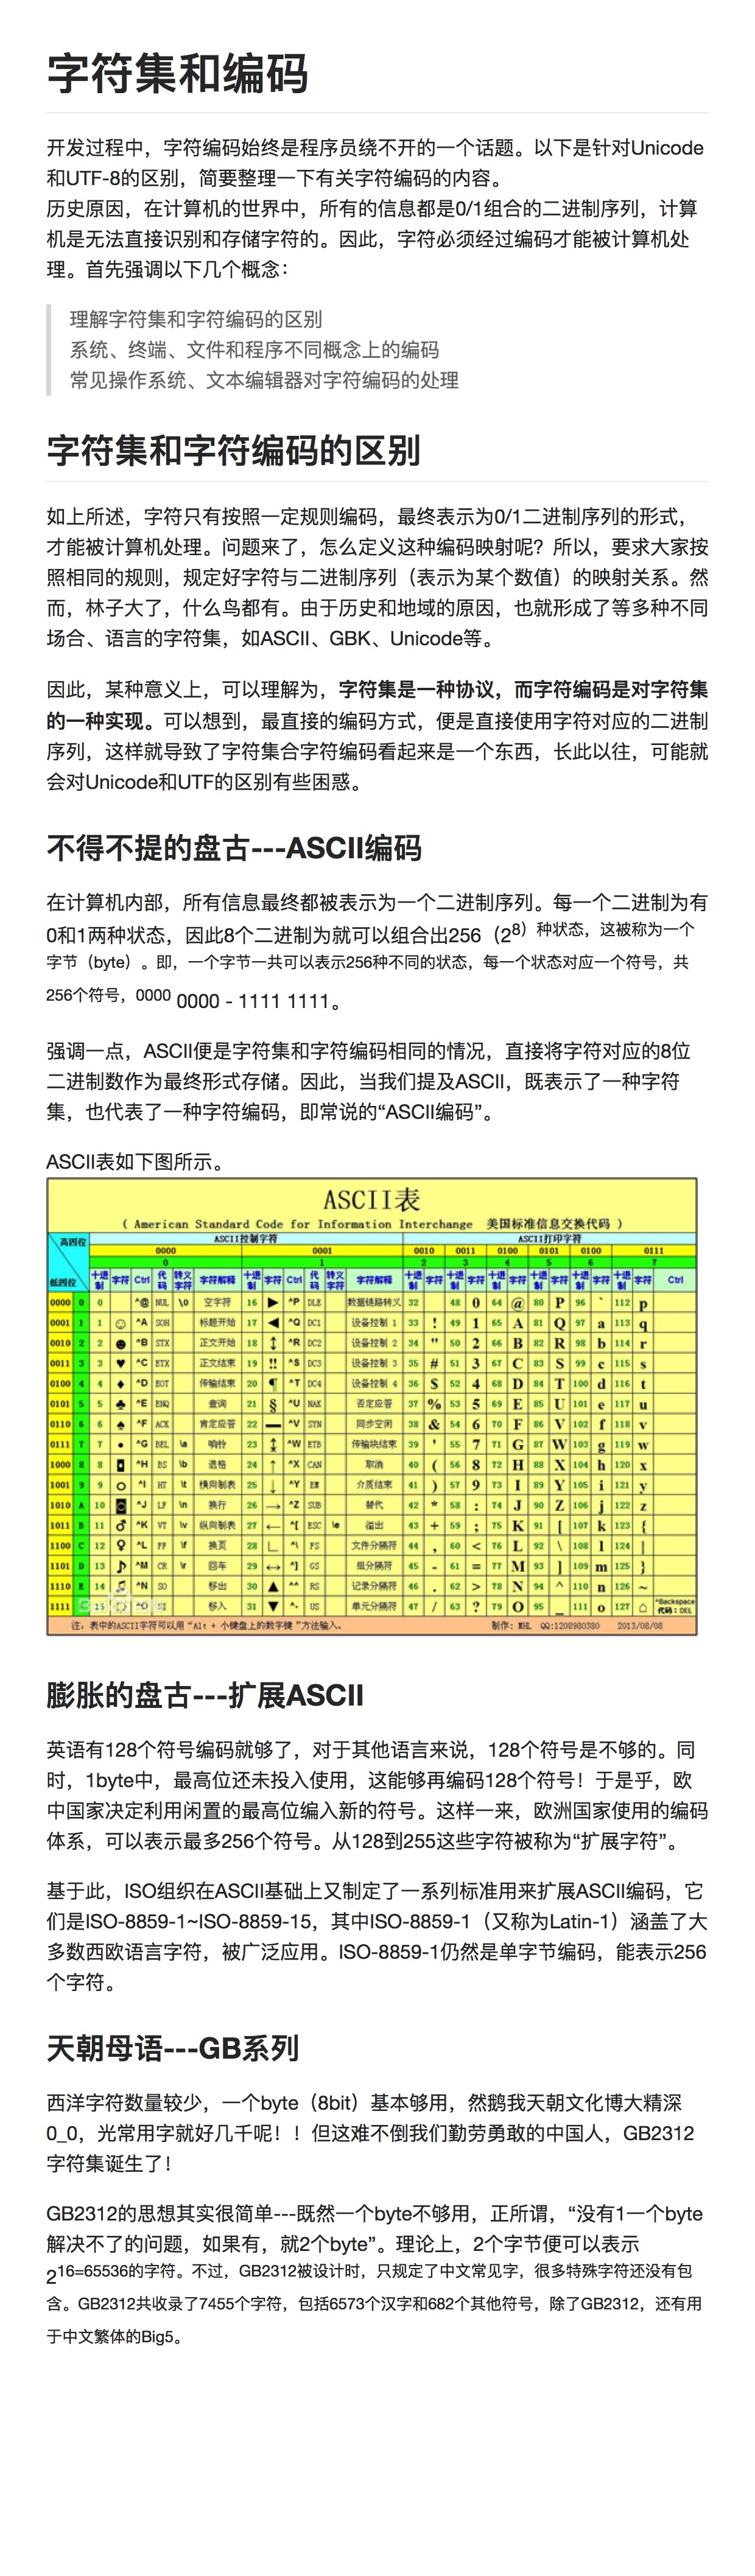 字符集和编码
开发过程中，字符编码始终是程序员绕不开的一个话题。以下是针对Unicode
和UTF-8的区别，简要整理一下有关字符编码的内容。
历史原因，在计算机的世界中，所有的信息都是0/1组合的二进制序列，计算
机是无法直接识别和存储字符的。因此，字符必须经过编码才能被计算机处
理。首先强调以下几个概念：
理解字符集和字符编码的区别
系统、终端、文件和程序不同概念上的编码
常见操作系统、文本编辑器对字符编码的处理
字符集和字符编码的区别
如上所述，字符只有按照一定规则编码，最终表示为0/1二进制序列的形式，
才能被计算机处理。问题来了，怎么定义这种编码映射呢？所以，要求大家按
照相同的规则，规定好字符与二进制序列（表示为某个数值）的映射关系。然
而，林子大了，什么鸟都有。由于历史和地域的原因，也就形成了等多种不同
场合、语言的字符集，如ASCII、GBK、Unicode等。
因此，某种意义上，可以理解为，字符集是一种协议，而字符编码是对字符集
的一种实现。可以想到，最直接的编码方式，便是直接使用字符对应的二进制
序列，这样就导致了字符集合字符编码看起来是一个东西，长此以往，可能就
会对Unicode和UTF的区别有些困惑。
不得不提的盘古---ASCII编码
在计算机内部，所有信息最终都被表示为一个二进制序列。每一个二进制为有
0和1两种状态，因此8个二进制为就可以组合出256（28）种状态，这被称为一个
字节（byte）。即，一个字节一共可以表示256种不同的状态，每一个状态对应一个符号，共
256个符号，0000 0000 - 1111 1111。
强调一点，ASCII便是字符集和字符编码相同的情况，直接将字符对应的8位
二进制数作为最终形式存储。因此，当我们提及ASCII，既表示了一种字符
集，也代表了一种字符编码，即常说的“ASCII编码”。
ASCII表如下图所示。
ASCII表
( American Standard Code for Information Interchange 美国标准信息交换代码 )
高四位 ASCII控制字符 ASCII打印字符
0000 0001 0010 0011 0100 0101 0100 0111
0 1 2 3 4 5 6 7
低四位 十进制 字符 Ctrl 代码 转义字符 字符解释 十进制 字符 Ctrl 代码 转义字符 字符解释 十进制 字符 十进制 字符 十进制 字符 十进制 字符 十进制 字符 十进制 字符 Ctrl
0000 0 0 ^@ NUL \0 空字符 16 ► ^P DLE 数据链路转义 32 48 0 64 @ 80 P 96 ` 112 p
0001 1 1 ☺ ^A SOH 标题开始 17 ◄ ^Q DC1 设备控制 1 33 ! 49 1 65 A 81 Q 97 a 113 q
0010 2 2 ☻ ^B STX 正文开始 18 ↕ ^R DC2 设备控制 2 34 " 50 2 66 B 82 R 98 b 114 r
0011 3 3 ♥ ^C ETX 正文结束 19 ‼ ^S DC3 设备控制 3 35 # 51 3 67 C 83 S 99 c 115 s
0100 4 4 ♦ ^D EOT 传输结束 20 ¶ ^T DC4 设备控制 4 36 $ 52 4 68 D 84 T 100 d 116 t
0101 5 5 ♣ ^E ENQ 查询 21 § ^U NAK 否定应答 37 % 53 5 69 E 85 U 101 e 117 u
0110 6 6 ♠ ^F ACK 肯定应答 22 ▬ ^V SYN 同步空闲 38 & 54 6 70 F 86 V 102 f 118 v
0111 7 7 • ^G BEL \a 响铃 23 ↨ ^W ETB 传输块结束 39 ' 55 7 71 G 87 W 103 g 119 w
1000 8 8 ◘ ^H BS \b 退格 24 ↑ ^X CAN 取消 40 ( 56 8 72 H 88 X 104 h 120 x
1001 9 9 ○ ^I HT \t 横向制表 25 ↓ ^Y EM 介质结束 41 ) 57 9 73 I 89 Y 105 i 121 y
1010 A 10 ◙ ^J LF \n 换行 26 → ^Z SUB 替代 42 * 58 : 74 J 90 Z 106 j 122 z
1011 B 11 ♂ ^K VT \v 纵向制表 27 ← ^[ ESC \e 溢出 43 + 59 ; 75 K 91 [ 107 k 123 {
1100 C 12 ♀ ^L FF \f 换页 28 ∟ ^\ FS 文件分隔符 44 , 60 < 76 L 92 \ 108 l 124 |
1101 D 13 ♪ ^M CR \r 回车 29 ↔ ^] GS 组分隔符 45 - 61 = 77 M 93 ] 109 m 125 }
1110 E 14 ♫ ^N SO 移出 30 ▲ ^^ RS 记录分隔符 46 . 62 > 78 N 94 ^ 110 n 126 ~
1111 15 移入 31 ▼ ^- US 单元分隔符 47 / 63 ? 79 O 95 _ 111 o 127 ⌂ ^Backspace 代码：DEL
注：表中的ASCII字符可以用 “Alt + 小键盘上的数字键” 方法输入。 制作: MHL QQ:1208980380 2013/08/08
膨胀的盘古---扩展ASCII
英语有128个符号编码就够了，对于其他语言来说，128个符号是不够的。同
时，1byte中，最高位还未投入使用，这能够再编码128个符号！于是乎，欧
中国家决定利用闲置的最高位编入新的符号。这样一来，欧洲国家使用的编码
体系，可以表示最多256个符号。从128到255这些字符被称为“扩展字符”。
基于此，ISO组织在ASCII基础上又制定了一系列标准用来扩展ASCII编码，它
们是ISO-8859-1~ISO-8859-15，其中ISO-8859-1（又称为Latin-1）涵盖了大
多数西欧语言字符，被广泛应用。ISO-8859-1仍然是单字节编码，能表示256
个字符。
天朝母语---GB系列
西洋字符数量较少，一个byte（8bit）基本够用，然鹅我天朝文化博大精深
0_0，光常用字就好几千呢！！但这难不倒我们勤劳勇敢的中国人，GB2312
字符集诞生了！
GB2312的思想其实很简单---既然一个byte不够用，正所谓，“没有1一个byte
解决不了的问题，如果有，就2个byte”。理论上，2个字节便可以表示
216=65536的字符。不过，GB2312被设计时，只规定了中文常见字，很多特殊字符还没有包
含。GB2312共收录了7455个字符，包括6573个汉字和682个其他符号，除了GB2312，还有用
于中文繁体的Big5。